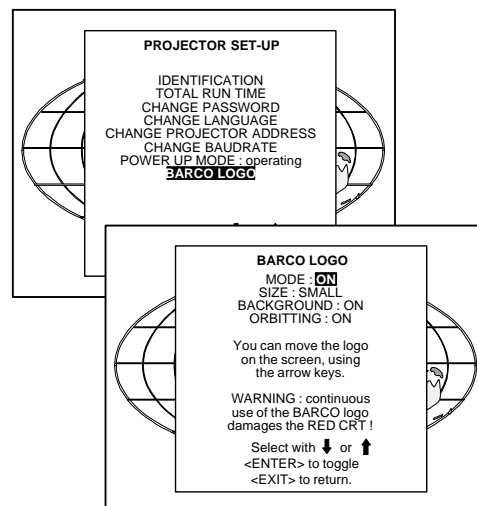 PROJECTOR SET-UP
IDENTIFICATION
TOTAL RUN TIME
CHANGE PASSWORD
CHANGE LANGUAGE
CHANGE PROJECTOR ADDRESS
CHANGE BAUDRATE
POWER UP MODE : operating
BARCO LOGO
BARCO LOGO
MODE : ON
SIZE : SMALL
BACKGROUND : ON
ORBITTING : ON
You can move the logo
on the screen, using
the arrow keys.
WARNING : continuous
use of the BARCO logo
damages the RED CRT !
Select with ⬇ or ⬆
<ENTER> to toggle
<EXIT> to return.